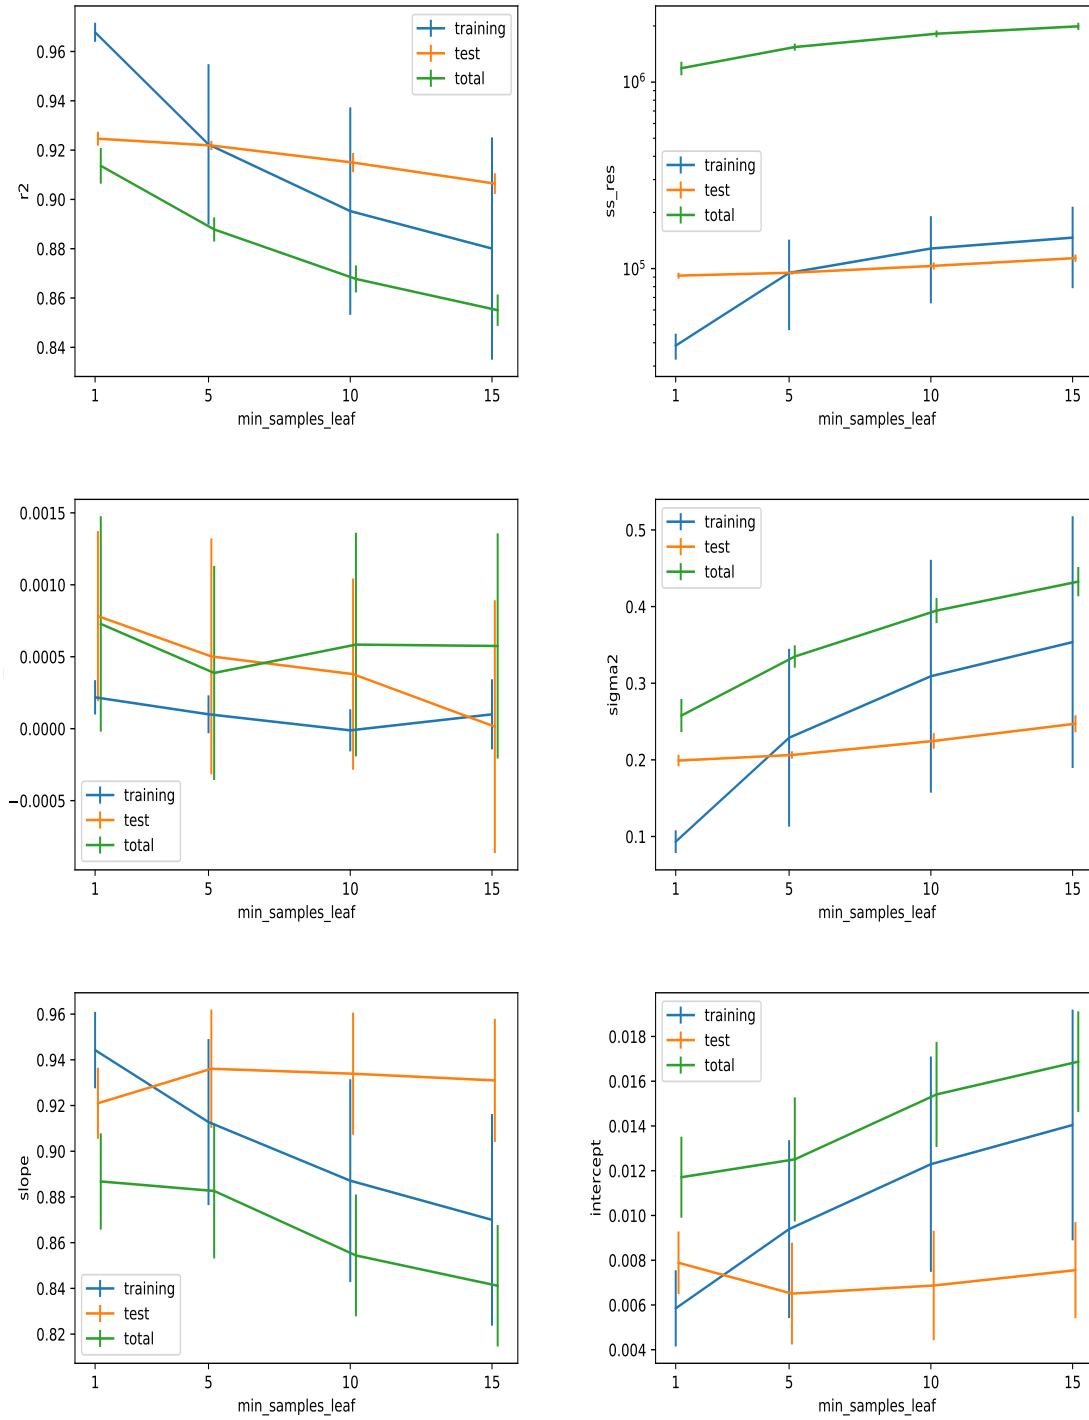 training
test
total
0.96
0.94
0.92
0.90
0.88
0.86
0.84
r2
1 5 10 15
min_samples_leaf
training
test
total
10^6
10^5
ss_res
1 5 10 15
min_samples_leaf
0.0015
0.0010
0.0005
0.0000
−0.0005
training
test
total
1 5 10 15
min_samples_leaf
training
test
total
0.5
0.4
0.3
0.2
0.1
sigma2
1 5 10 15
min_samples_leaf
0.96
0.94
0.92
0.90
0.88
0.86
0.84
0.82
slope
training
test
total
1 5 10 15
min_samples_leaf
training
test
total
0.018
0.016
0.014
0.012
0.010
0.008
0.006
0.004
intercept
1 5 10 15
min_samples_leaf